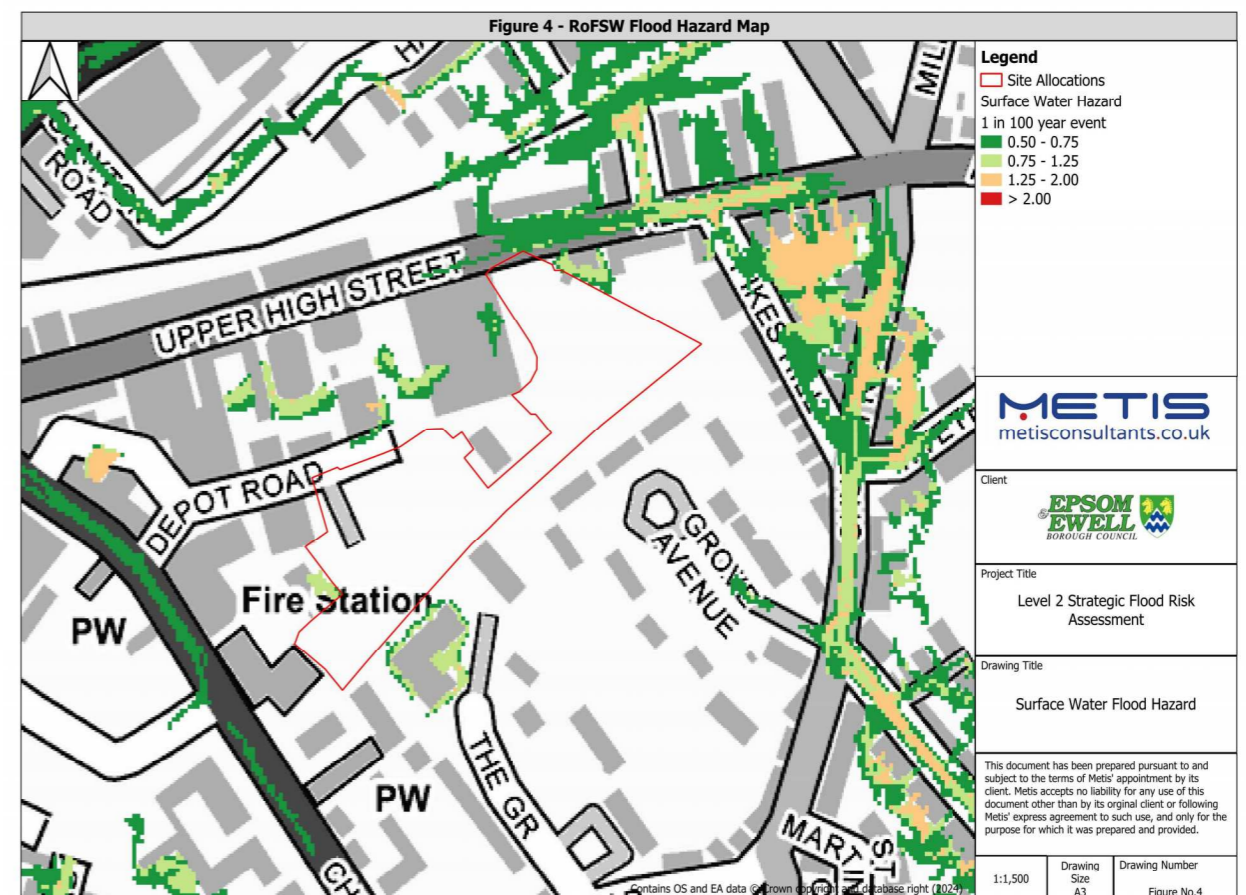 Figure 4 - RoFSW Flood Hazard Map
Legend
Site Allocations
Surface Water Hazard
1 in 100 year event
0.50 - 0.75
0.75 - 1.25
1.25 - 2.00
> 2.00
MIL
ROAD
UPPER HIGH STREET
DEPOT ROAD
GROVE
AVENUE
Fire Station
PW
PW
THE GR
MART
ST
CH
METIS
metisconsultants.co.uk
Client
EPSOM
& EWELL
BOROUGH COUNCIL
Project Title
Level 2 Strategic Flood Risk
Assessment
Drawing Title
Surface Water Flood Hazard
This document has been prepared pursuant to and
subject to the terms of Metis' appointment by its
client. Metis accepts no liability for any use of this
document other than by its orginal client or following
Metis' express agreement to such use, and only for the
purpose for which it was prepared and provided.
1:1,500
Drawing
Size
A3
Drawing Number
Figure No.4
Contains OS and EA data © Crown copyright and database right (2024)